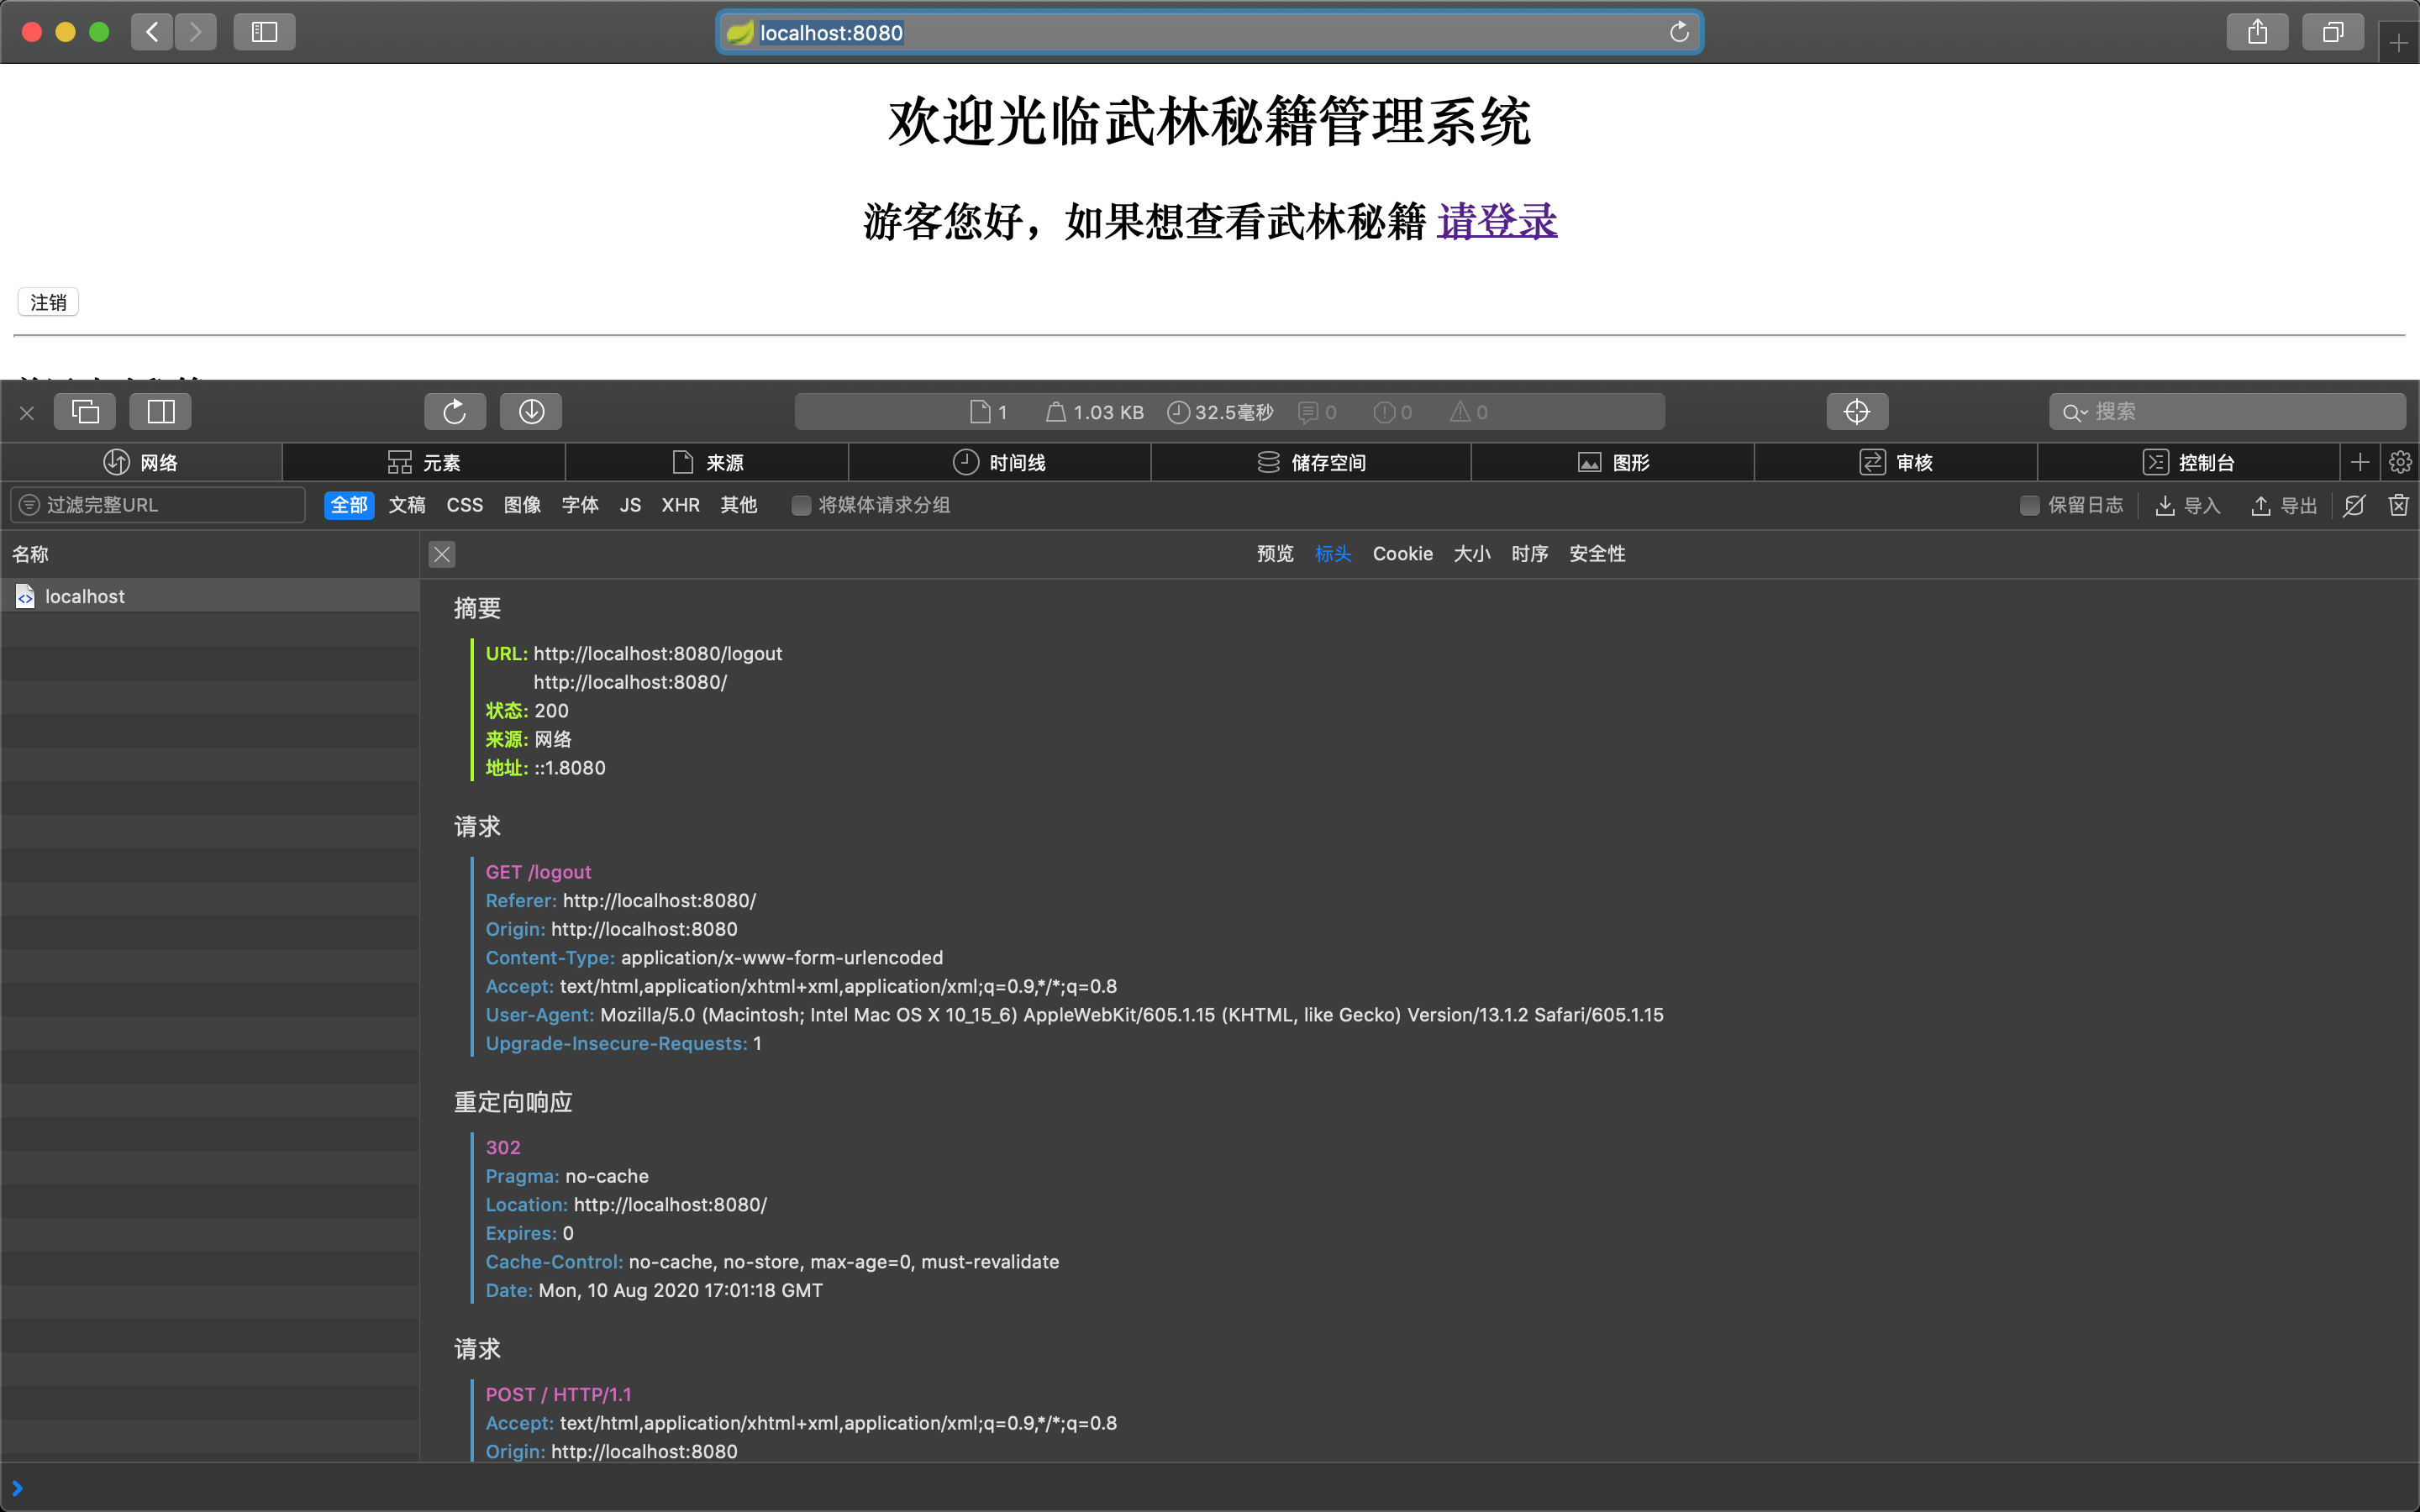 localhost:8080
欢迎光临武林秘籍管理系统
游客您好，如果想查看武林秘籍 请登录
注销
1 1.03 KB 32.5毫秒 0 0 0 搜索
网络 元素 来源 时间线 储存空间 图形 审核 控制台
过滤完整URL 全部 文稿 CSS 图像 字体 JS XHR 其他 将媒体请求分组 保留日志 导入 导出
名称 预览 标头 Cookie 大小 时序 安全性
localhost
摘要
URL: http://localhost:8080/logout
http://localhost:8080/
状态: 200
来源: 网络
地址: ::1.8080
请求
GET /logout
Referer: http://localhost:8080/
Origin: http://localhost:8080
Content-Type: application/x-www-form-urlencoded
Accept: text/html,application/xhtml+xml,application/xml;q=0.9,*/*;q=0.8
User-Agent: Mozilla/5.0 (Macintosh; Intel Mac OS X 10_15_6) AppleWebKit/605.1.15 (KHTML, like Gecko) Version/13.1.2 Safari/605.1.15
Upgrade-Insecure-Requests: 1
重定向响应
302
Pragma: no-cache
Location: http://localhost:8080/
Expires: 0
Cache-Control: no-cache, no-store, max-age=0, must-revalidate
Date: Mon, 10 Aug 2020 17:01:18 GMT
请求
POST / HTTP/1.1
Accept: text/html,application/xhtml+xml,application/xml;q=0.9,*/*;q=0.8
Origin: http://localhost:8080